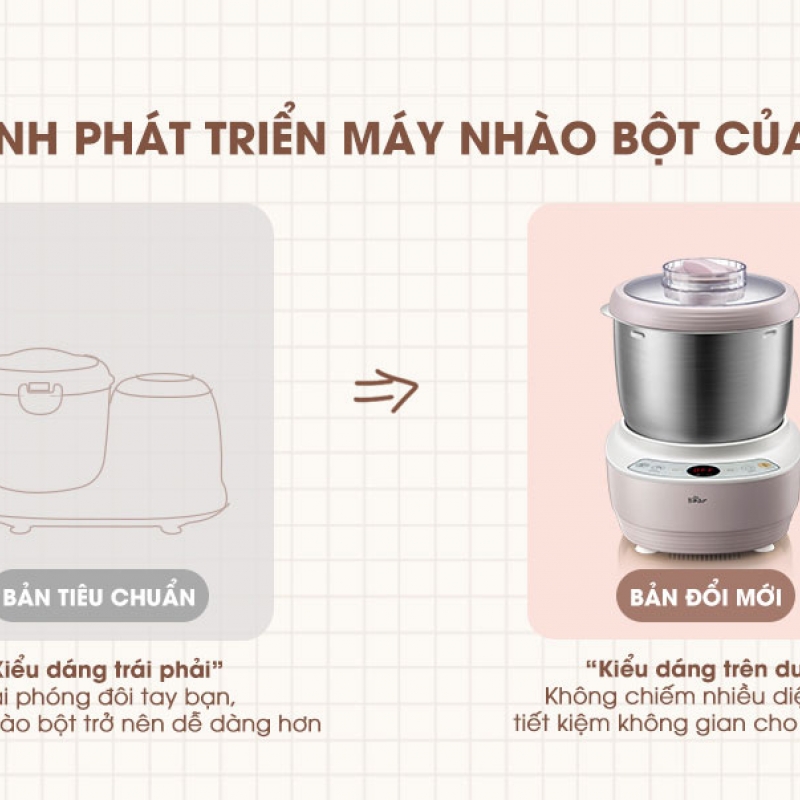 NH PHÁT TRIỂN MÁY NHÀO BỘT CỦA
Bear
BẢN TIÊU CHUẨN
BẢN ĐỔI MỚI
Kiểu dáng trái phải”
i phóng đôi tay bạn,
ào bột trở nên dễ dàng hơn
“Kiểu dáng trên dư
Không chiếm nhiều diệ
tiết kiệm không gian cho